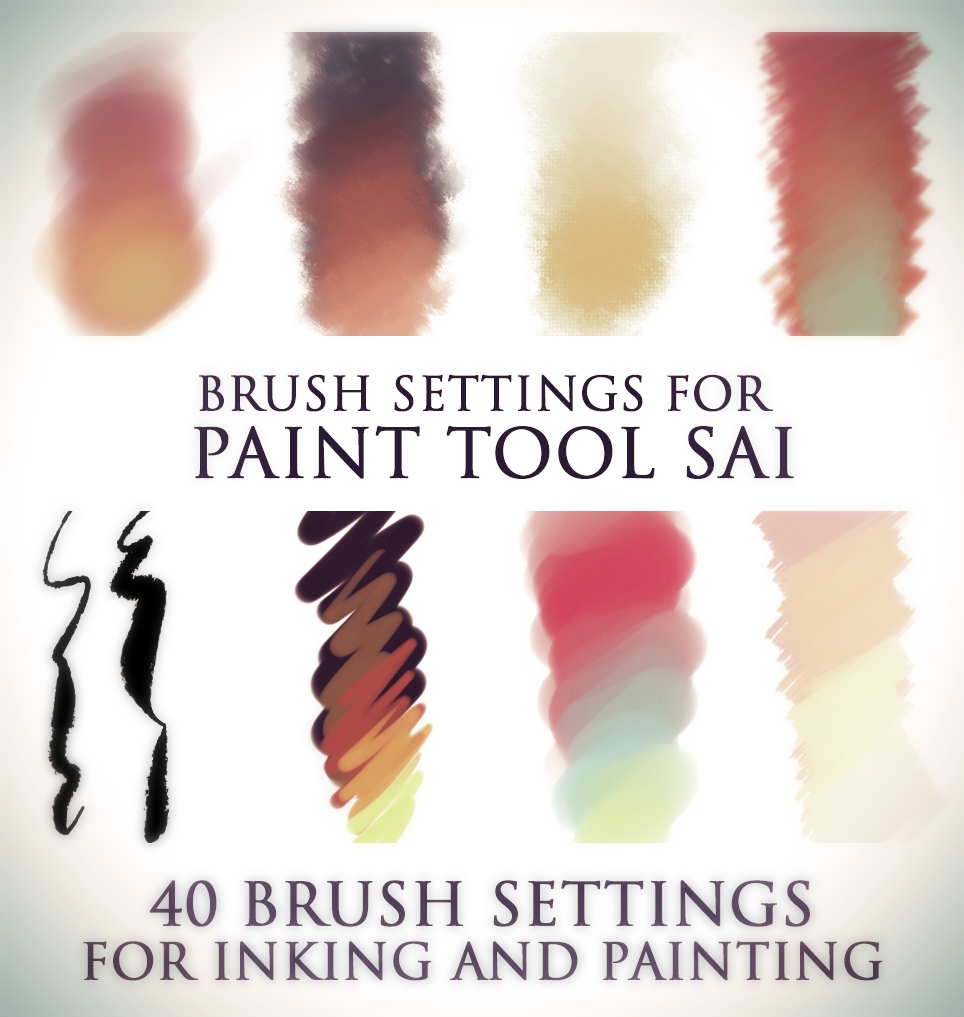 BRUSH SETTINGS FOR
PAINT TOOL SAI
40 BRUSH SETTINGS
FOR INKING AND PAINTING